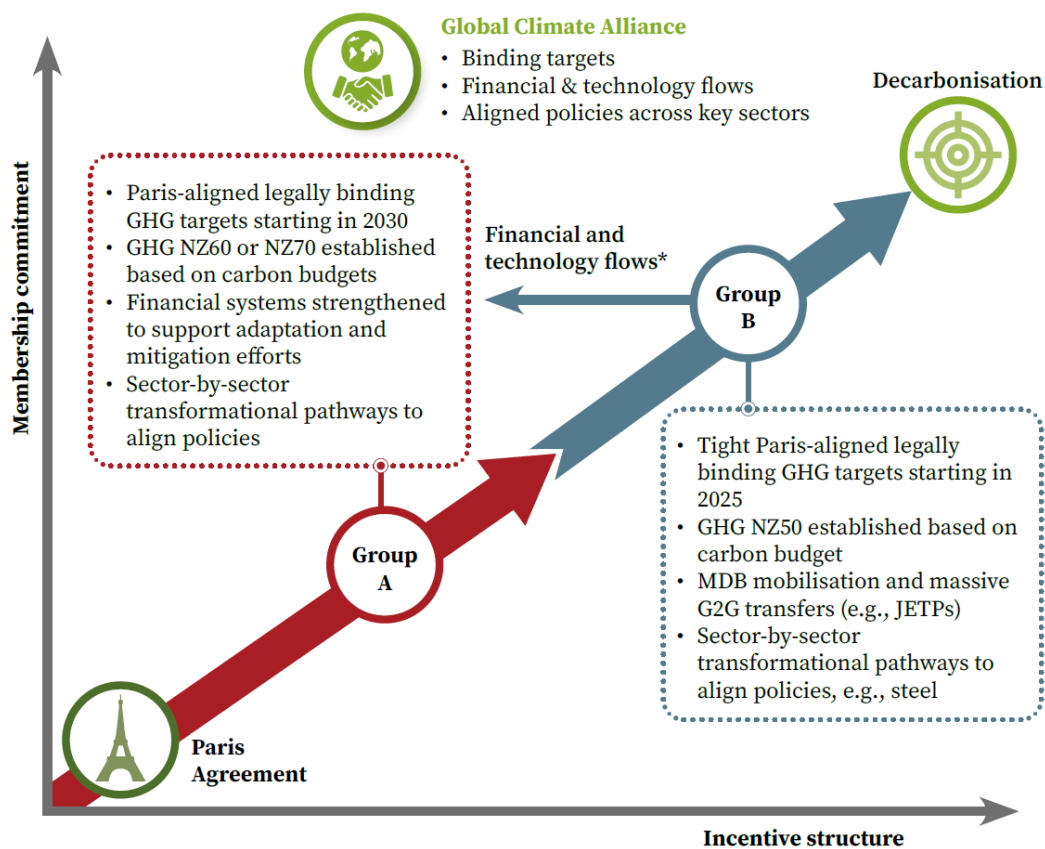 Global Climate Alliance
• Binding targets
• Financial & technology flows
• Aligned policies across key sectors
Decarbonisation
Membership commitment
• Paris-aligned legally binding
GHG targets starting in 2030
• GHG NZ60 or NZ70 established
based on carbon budgets
• Financial systems strengthened
to support adaptation and
mitigation efforts
• Sector-by-sector
transformational pathways to
align policies
Financial and
technology flows*
Group
B
• Tight Paris-aligned legally
binding GHG targets starting in
2025
• GHG NZ50 established based on
carbon budget
• MDB mobilisation and massive
G2G transfers (e.g., JETPs)
• Sector-by-sector
transformational pathways to
align policies, e.g., steel
Group
A
Paris
Agreement
Incentive structure